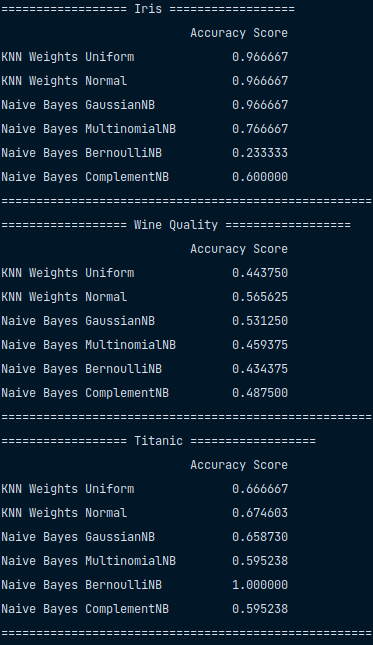 ================== Iris ==================
Accuracy Score
KNN Weights Uniform 0.966667
KNN Weights Normal 0.966667
Naive Bayes GaussianNB 0.966667
Naive Bayes MultinomialNB 0.766667
Naive Bayes BernoulliNB 0.233333
Naive Bayes ComplementNB 0.600000
=====================================================
================== Wine Quality ==================
Accuracy Score
KNN Weights Uniform 0.443750
KNN Weights Normal 0.565625
Naive Bayes GaussianNB 0.531250
Naive Bayes MultinomialNB 0.459375
Naive Bayes BernoulliNB 0.434375
Naive Bayes ComplementNB 0.487500
=====================================================
================== Titanic ==================
Accuracy Score
KNN Weights Uniform 0.666667
KNN Weights Normal 0.674603
Naive Bayes GaussianNB 0.658730
Naive Bayes MultinomialNB 0.595238
Naive Bayes BernoulliNB 1.000000
Naive Bayes ComplementNB 0.595238
=====================================================